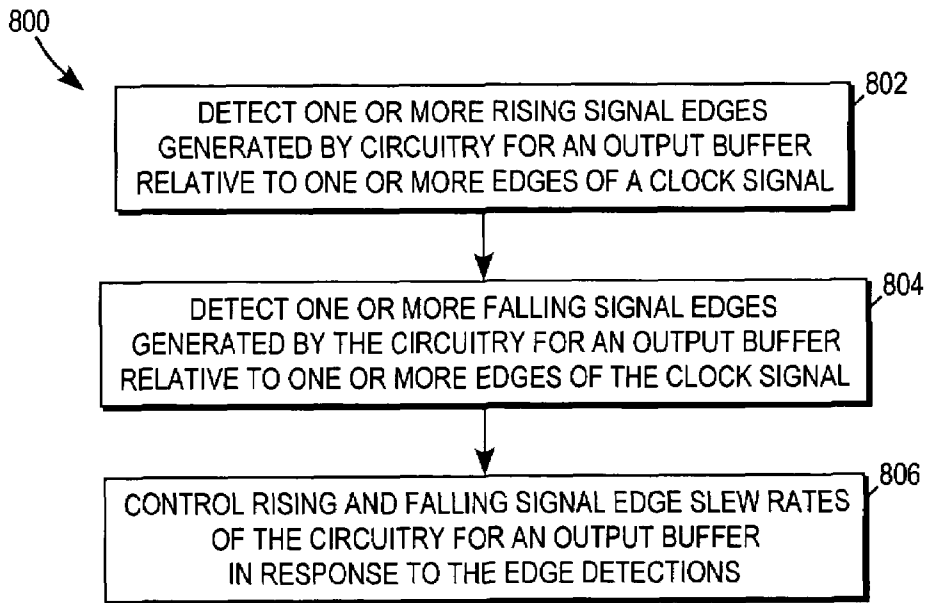 800
802
DETECT ONE OR MORE RISING SIGNAL EDGES
GENERATED BY CIRCUITRY FOR AN OUTPUT BUFFER
RELATIVE TO ONE OR MORE EDGES OF A CLOCK SIGNAL
804
DETECT ONE OR MORE FALLING SIGNAL EDGES
GENERATED BY THE CIRCUITRY FOR AN OUTPUT BUFFER
RELATIVE TO ONE OR MORE EDGES OF THE CLOCK SIGNAL
806
CONTROL RISING AND FALLING SIGNAL EDGE SLEW RATES
OF THE CIRCUITRY FOR AN OUTPUT BUFFER
IN RESPONSE TO THE EDGE DETECTIONS